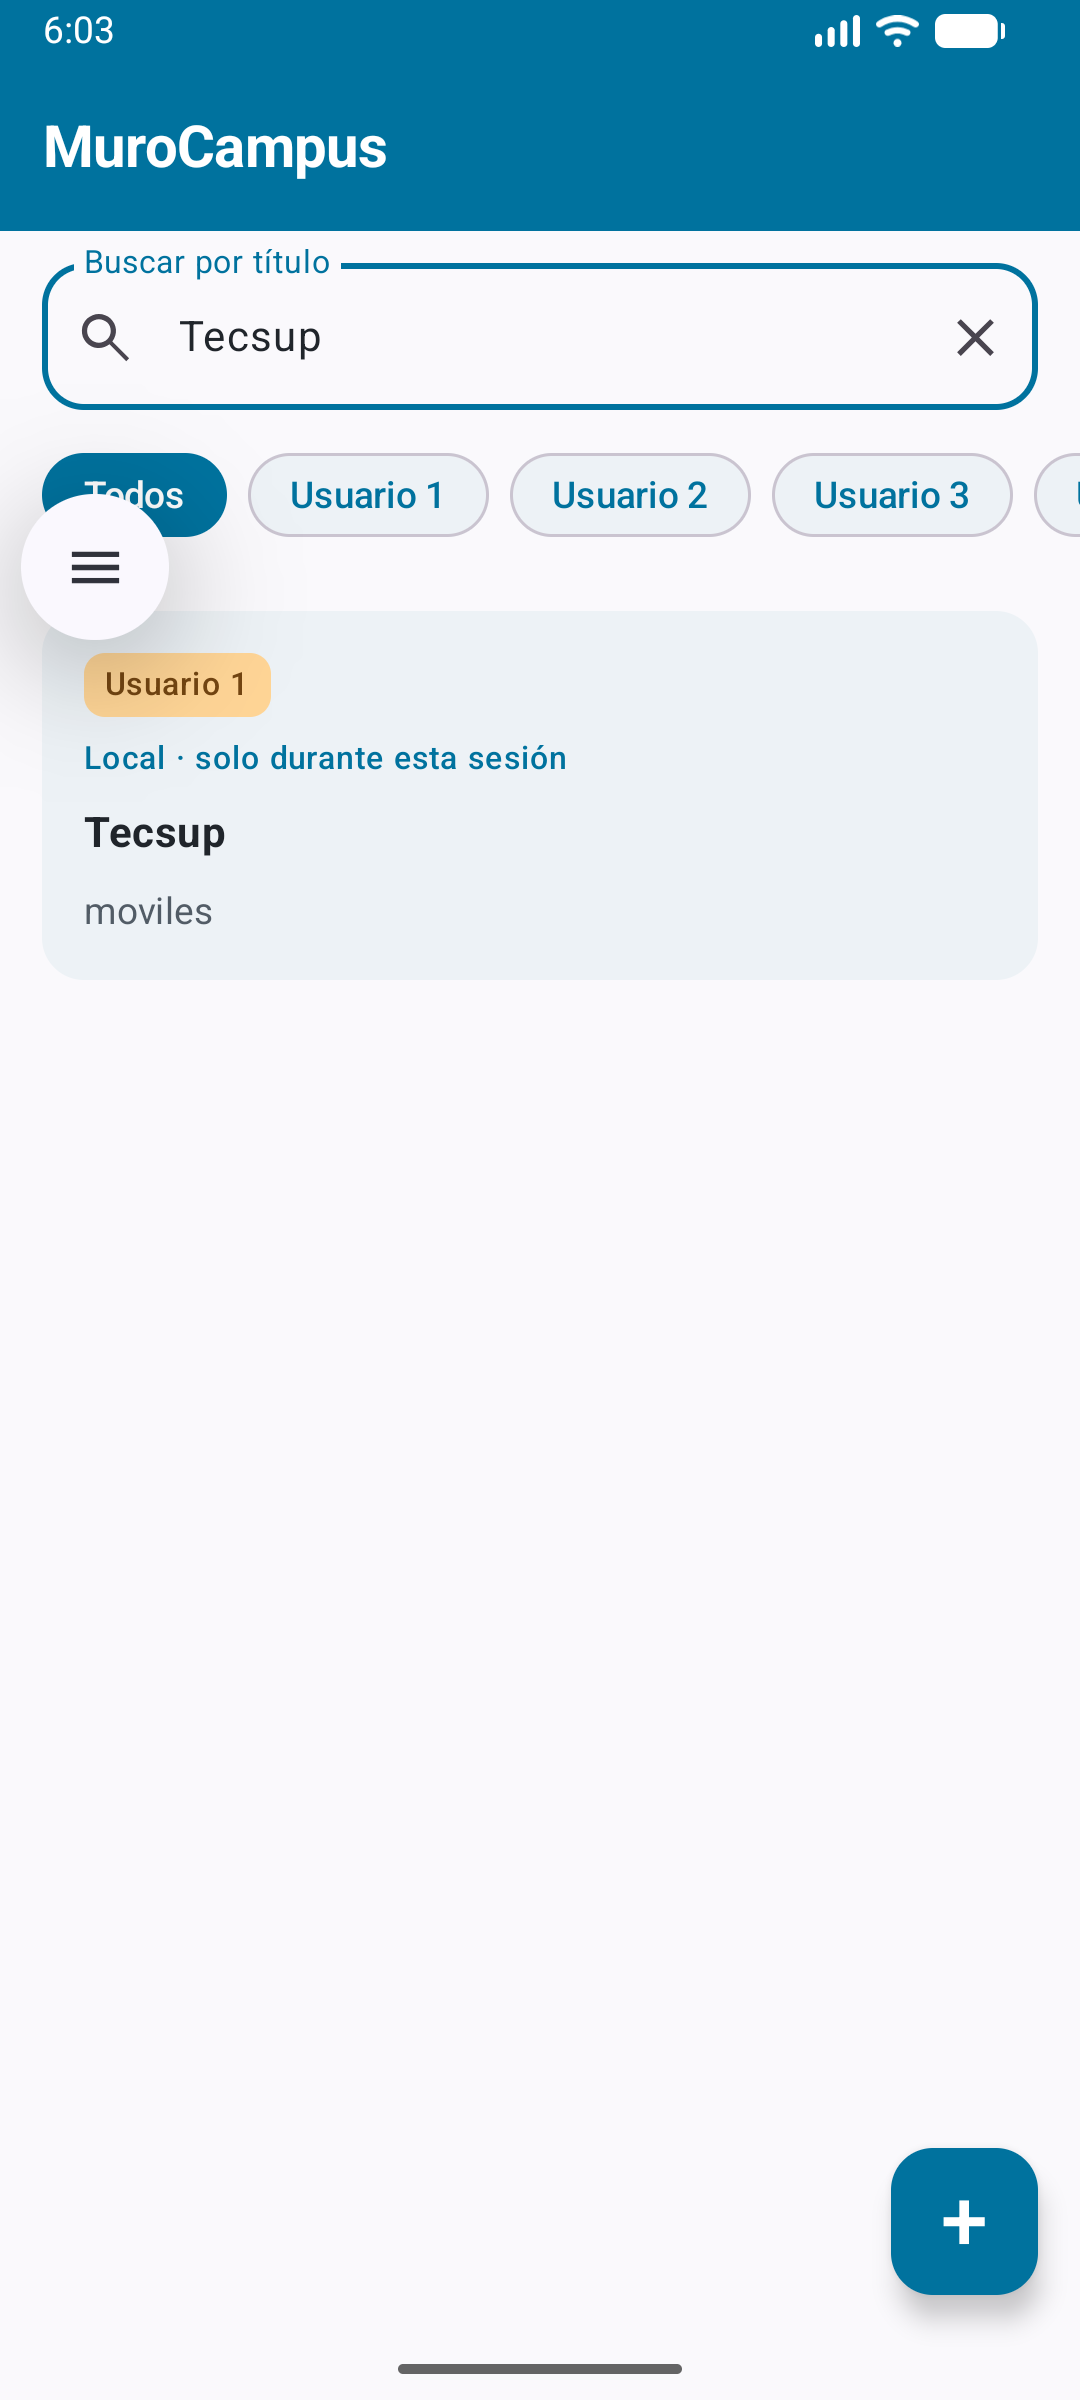 6:03
MuroCampus
Buscar por título
Tecsup
Todos
Usuario 1
Usuario 2
Usuario 3
Usuario 1
Local · solo durante esta sesión
Tecsup
moviles